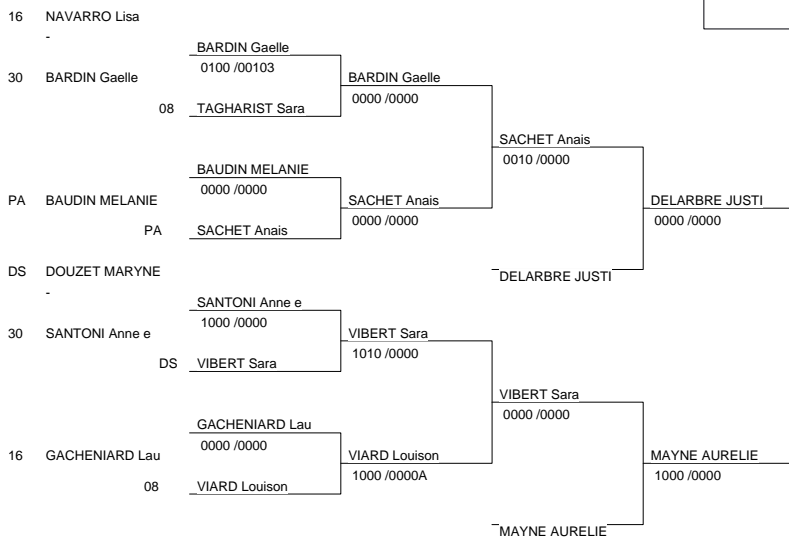 16 NAVARRO Lisa
-
BARDIN Gaelle
0100 /00103
30 BARDIN Gaelle
BARDIN Gaelle
0000 /0000
08 TAGHARIST Sara
SACHET Anais
0010 /0000
BAUDIN MELANIE
0000 /0000
PA BAUDIN MELANIE
SACHET Anais
0000 /0000
DELARBRE JUSTI
0000 /0000
PA SACHET Anais
DS DOUZET MARYNE
-
DELARBRE JUSTI
SANTONI Anne e
1000 /0000
30 SANTONI Anne e
VIBERT Sara
1010 /0000
DS VIBERT Sara
VIBERT Sara
0000 /0000
GACHENIARD Lau
0000 /0000
16 GACHENIARD Lau
VIARD Louison
1000 /0000A
MAYNE AURELIE
1000 /0000
08 VIARD Louison
MAYNE AURELIE